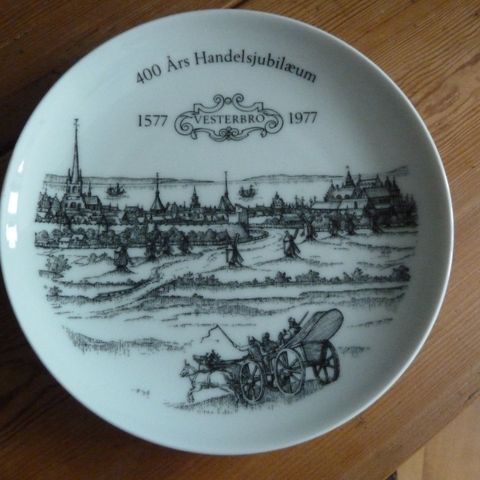 400 Års Handelsjubilæum
1577 VESTERBRO 1977